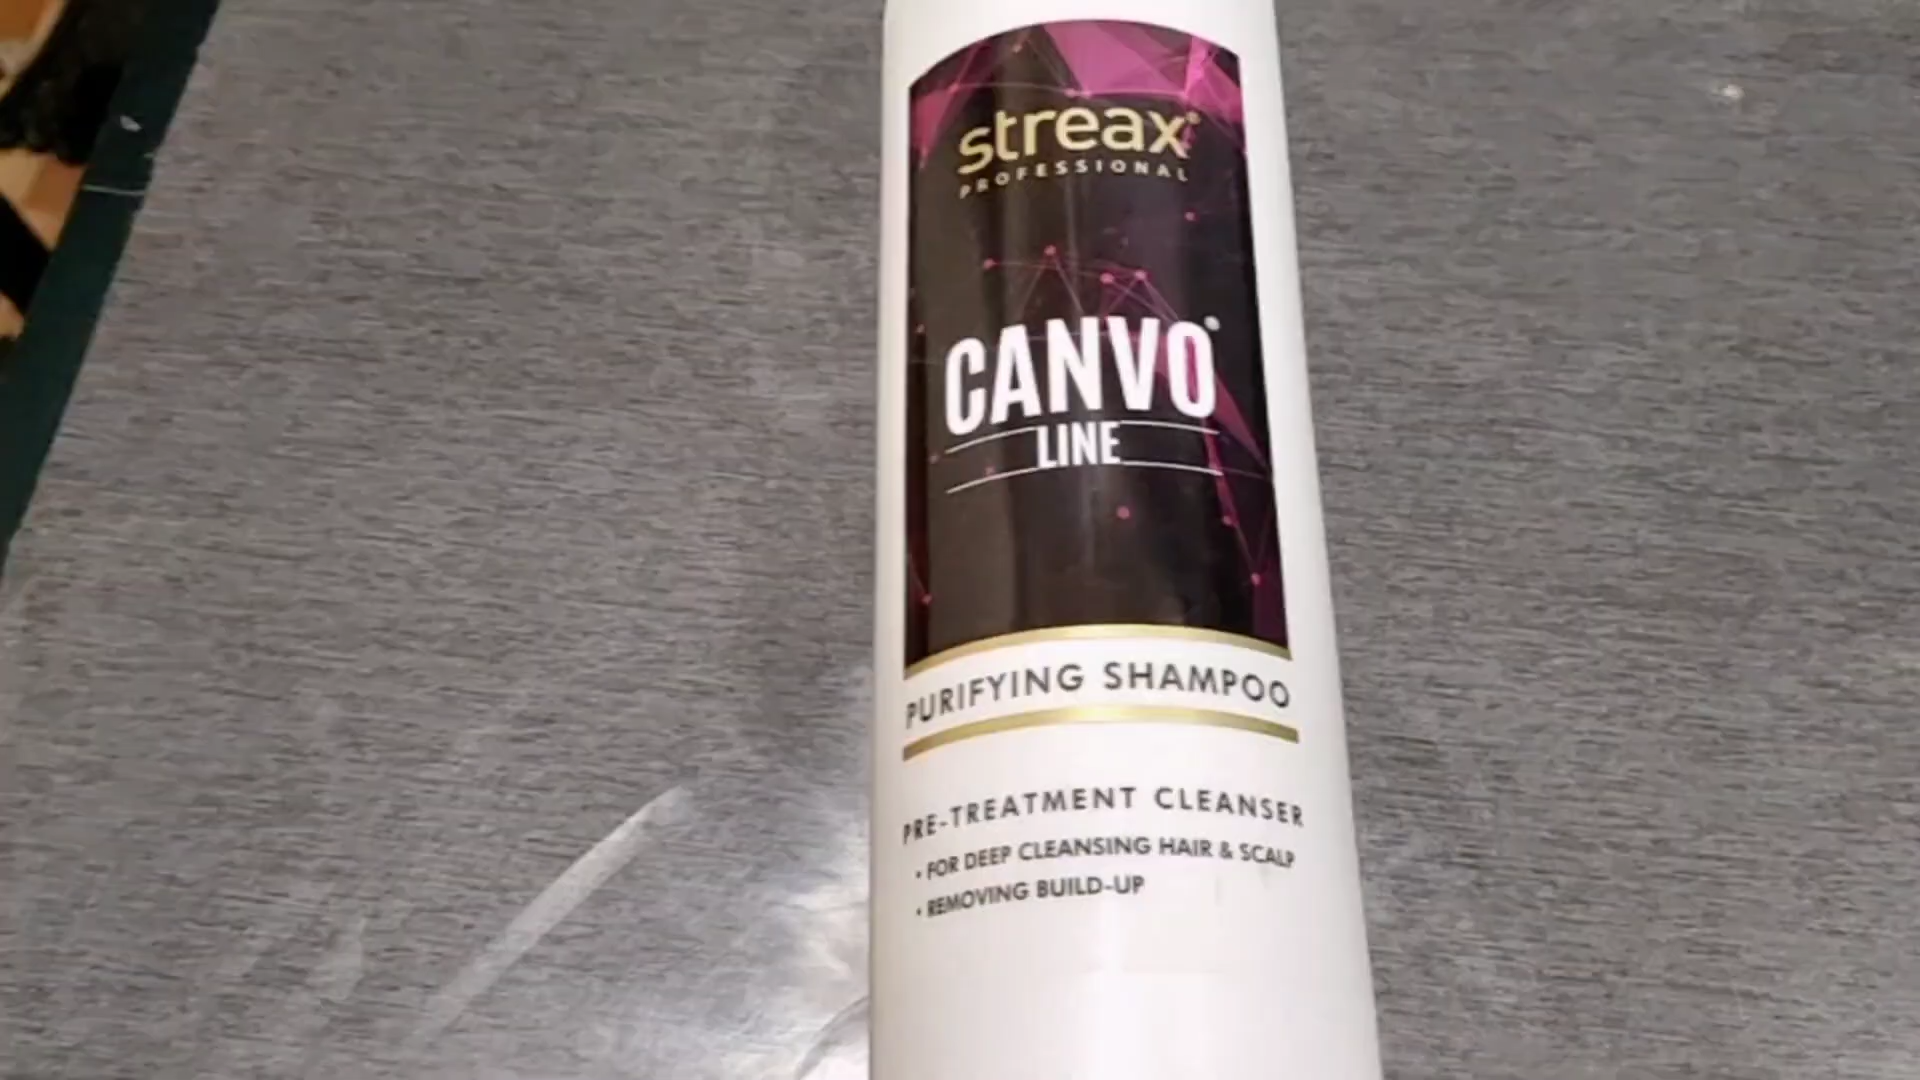 streax®
PROFESSIONAL
CANVO®
LINE
PURIFYING SHAMPOO
PRE-TREATMENT CLEANSER
• FOR DEEP CLEANSING HAIR & SCALP
• REMOVING BUILD-UP